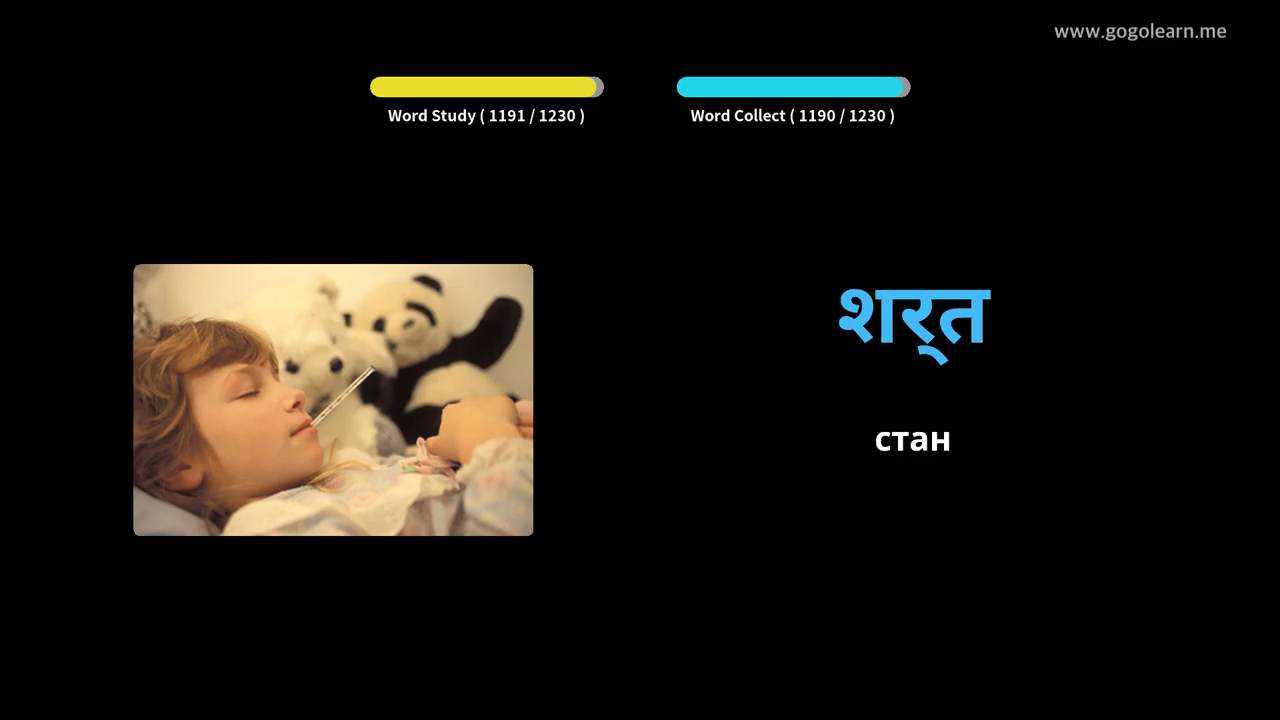 www.gogolearn.me
Word Study ( 1191 / 1230 )
Word Collect ( 1190 / 1230 )
शर्‍त
стан